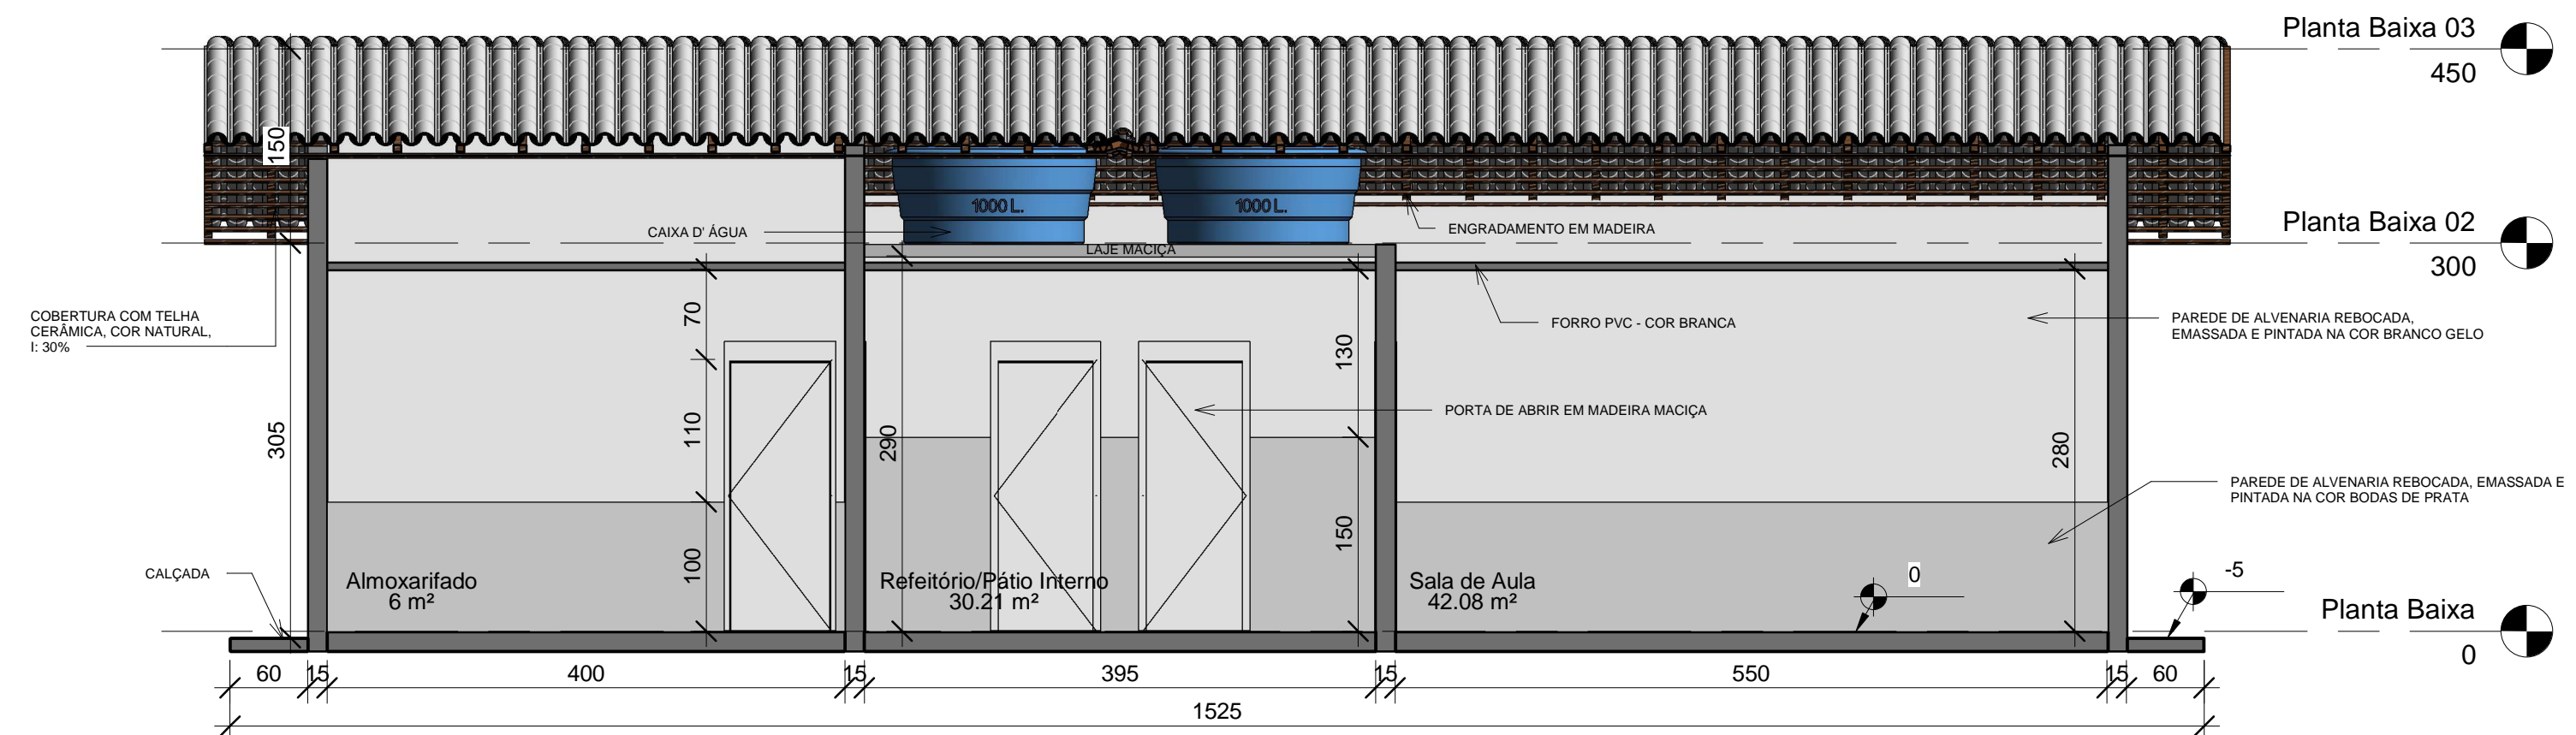 Planta Baixa 03
450
150
1000 L.
1000 L.
CAIXA D' ÁGUA
ENGRADAMENTO EM MADEIRA
Planta Baixa 02
300
LAJE MACIÇA
COBERTURA COM TELHA
CERÂMICA, COR NATURAL,
I: 30%
70
FORRO PVC - COR BRANCA
PAREDE DE ALVENARIA REBOCADA,
EMASSADA E PINTADA NA COR BRANCO GELO
130
305
110
290
PORTA DE ABRIR EM MADEIRA MACIÇA
280
PAREDE DE ALVENARIA REBOCADA, EMASSADA E
PINTADA NA COR BODAS DE PRATA
100
150
CALÇADA
Almoxarifado
6 m²
Refeitório/Pátio Interno
30.21 m²
Sala de Aula
42.08 m²
0
-5
Planta Baixa
0
60 15 400 15 395 15 550 15 60
1525